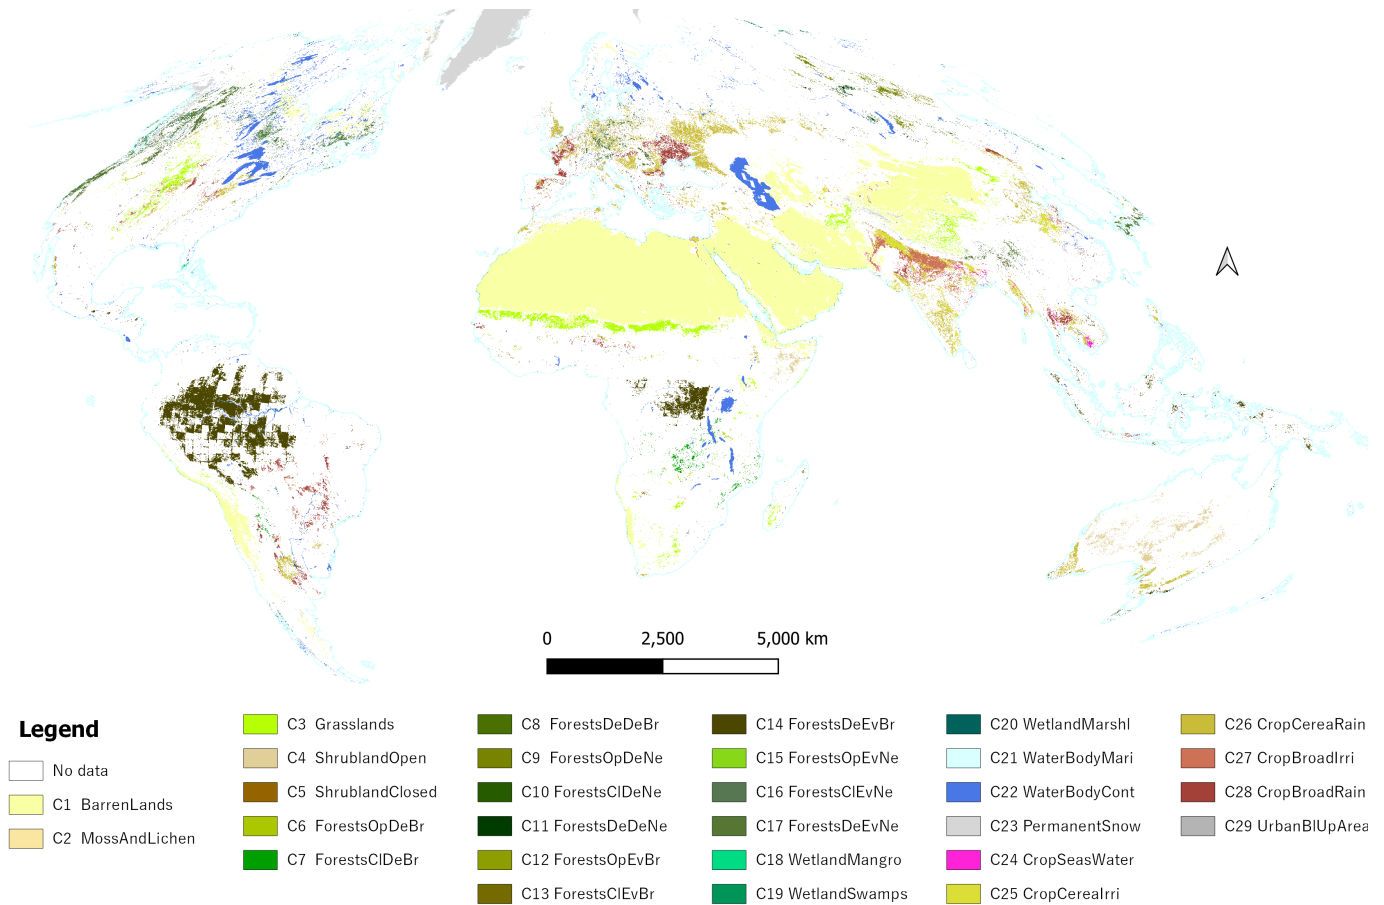 0 2,500 5,000 km
Legend
No data
C1 BarrenLands
C2 MossAndLichen
C3 Grasslands
C4 ShrublandOpen
C5 ShrublandClosed
C6 ForestsOpDeBr
C7 ForestsClDeBr
C8 ForestsDeDeBr
C9 ForestsOpDeNe
C10 ForestsClDeNe
C11 ForestsDeDeNe
C12 ForestsOpEvBr
C13 ForestsClEvBr
C14 ForestsDeEvBr
C15 ForestsOpEvNe
C16 ForestsClEvNe
C17 ForestsDeEvNe
C18 WetlandMangro
C19 WetlandSwamps
C20 WetlandMarshl
C21 WaterBodyMari
C22 WaterBodyCont
C23 PermanentSnow
C24 CropSeasWater
C25 CropCereaIrri
C26 CropCereaRain
C27 CropBroadIrri
C28 CropBroadRain
C29 UrbanBlUpArea